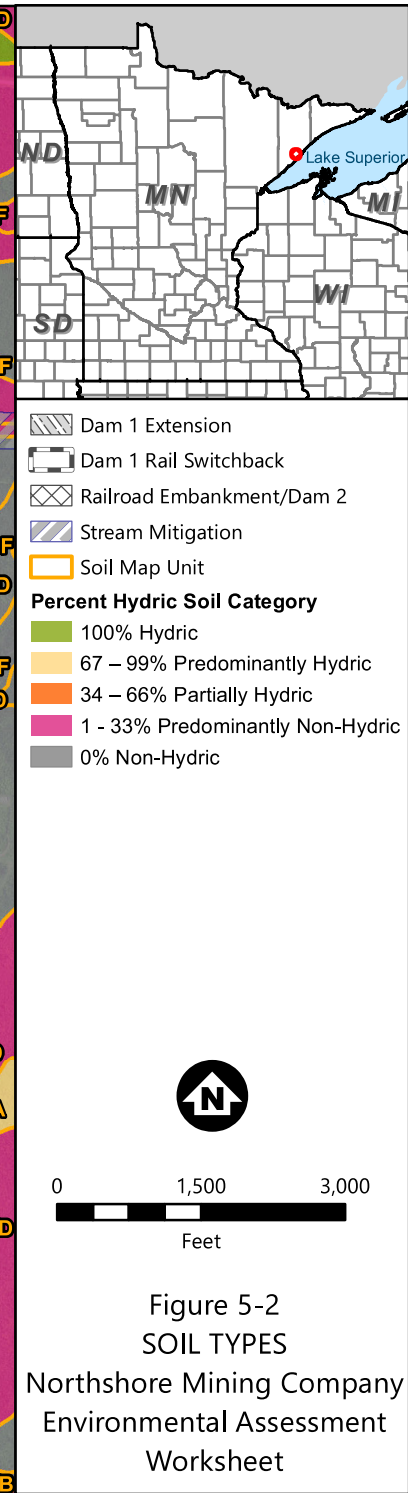 ND
MN
SD
WI
MI
Lake Superior
Dam 1 Extension
Dam 1 Rail Switchback
Railroad Embankment/Dam 2
Stream Mitigation
Soil Map Unit
Percent Hydric Soil Category
100% Hydric
67 – 99% Predominantly Hydric
34 – 66% Partially Hydric
1 - 33% Predominantly Non-Hydric
0% Non-Hydric
N
0 1,500 3,000
Feet
Figure 5-2
SOIL TYPES
Northshore Mining Company
Environmental Assessment
Worksheet
D
F
F
F
D
F
D
D
B